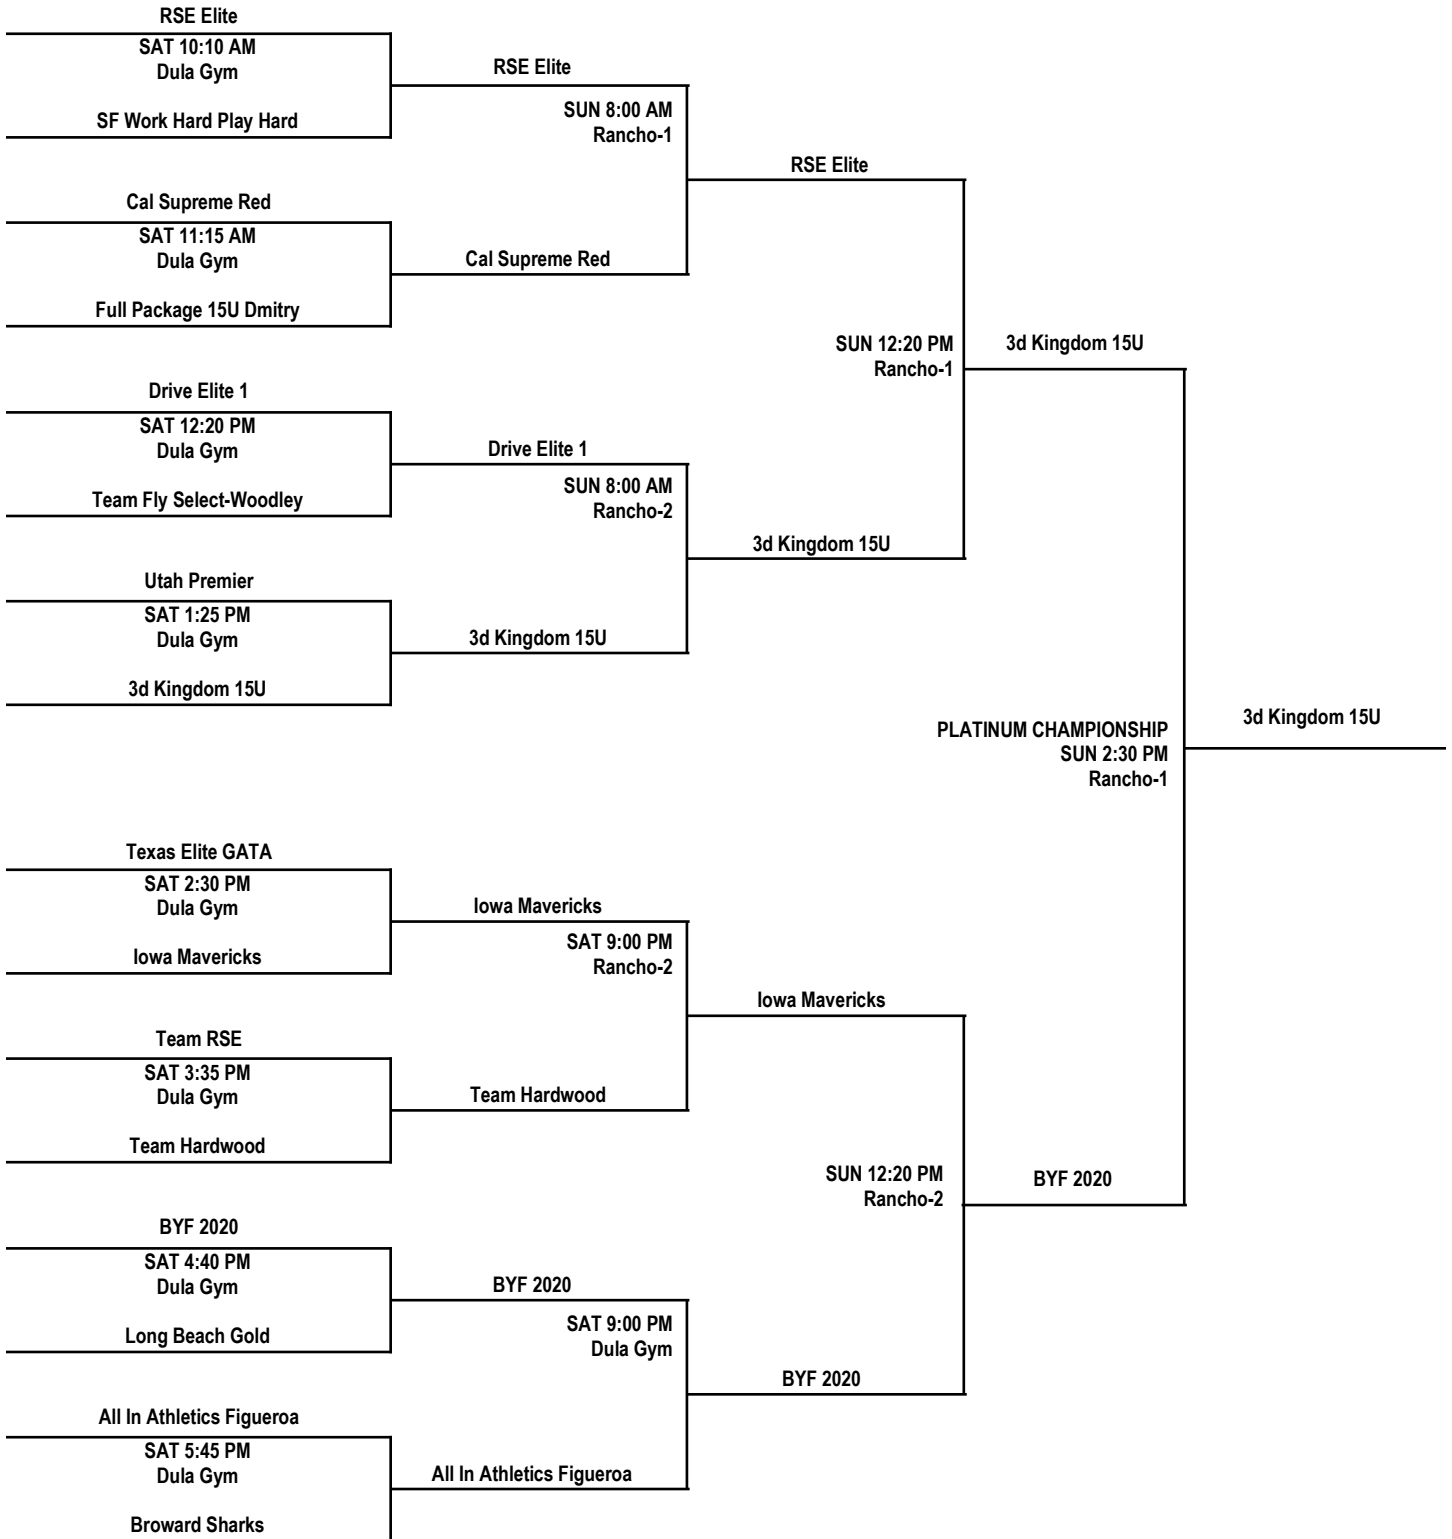 RSE Elite
SAT 10:10 AM
Dula Gym
SF Work Hard Play Hard
Cal Supreme Red
SAT 11:15 AM
Dula Gym
Full Package 15U Dmitry
Drive Elite 1
SAT 12:20 PM
Dula Gym
Team Fly Select-Woodley
Utah Premier
SAT 1:25 PM
Dula Gym
3d Kingdom 15U
Texas Elite GATA
SAT 2:30 PM
Dula Gym
Iowa Mavericks
Team RSE
SAT 3:35 PM
Dula Gym
Team Hardwood
BYF 2020
SAT 4:40 PM
Dula Gym
Long Beach Gold
All In Athletics Figueroa
SAT 5:45 PM
Dula Gym
Broward Sharks
RSE Elite
SUN 8:00 AM
Rancho-1
Cal Supreme Red
Drive Elite 1
SUN 8:00 AM
Rancho-2
3d Kingdom 15U
Iowa Mavericks
SAT 9:00 PM
Rancho-2
Team Hardwood
BYF 2020
SAT 9:00 PM
Dula Gym
All In Athletics Figueroa
RSE Elite
SUN 12:20 PM
Rancho-1
3d Kingdom 15U
Iowa Mavericks
SUN 12:20 PM
Rancho-2
BYF 2020
3d Kingdom 15U
PLATINUM CHAMPIONSHIP
SUN 2:30 PM
Rancho-1
BYF 2020
3d Kingdom 15U